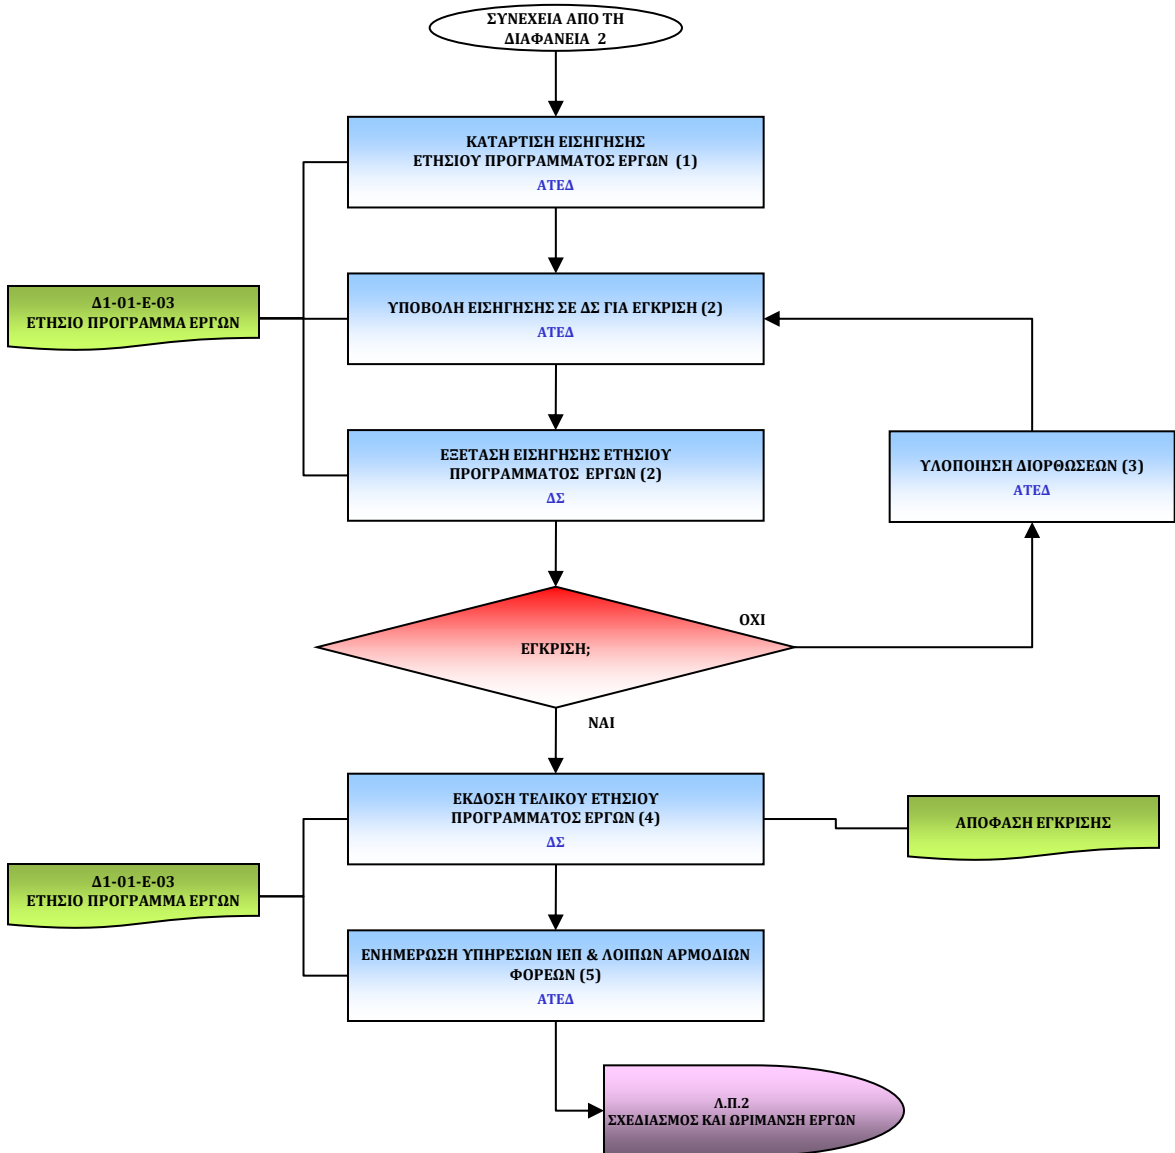 ΣΥΝΕΧΕΙΑ ΑΠΟ ΤΗ
ΔΙΑΦΑΝΕΙΑ 2
ΚΑΤΑΡΤΙΣΗ ΕΙΣΗΓΗΣΗΣ
ΕΤΗΣΙΟΥ ΠΡΟΓΡΑΜΜΑΤΟΣ ΕΡΓΩΝ (1)
ΑΤΕΔ
Δ1-01-Ε-03
ΕΤΗΣΙΟ ΠΡΟΓΡΑΜΜΑ ΕΡΓΩΝ
ΥΠΟΒΟΛΗ ΕΙΣΗΓΗΣΗΣ ΣΕ ΔΣ ΓΙΑ ΕΓΚΡΙΣΗ (2)
ΑΤΕΔ
ΕΞΕΤΑΣΗ ΕΙΣΗΓΗΣΗΣ ΕΤΗΣΙΟΥ
ΠΡΟΓΡΑΜΜΑΤΟΣ ΕΡΓΩΝ (2)
ΔΣ
ΥΛΟΠΟΙΗΣΗ ΔΙΟΡΘΩΣΕΩΝ (3)
ΑΤΕΔ
ΟΧΙ
ΕΓΚΡΙΣΗ;
ΝΑΙ
ΕΚΔΟΣΗ ΤΕΛΙΚΟΥ ΕΤΗΣΙΟΥ
ΠΡΟΓΡΑΜΜΑΤΟΣ ΕΡΓΩΝ (4)
ΔΣ
ΑΠΟΦΑΣΗ ΕΓΚΡΙΣΗΣ
Δ1-01-Ε-03
ΕΤΗΣΙΟ ΠΡΟΓΡΑΜΜΑ ΕΡΓΩΝ
ΕΝΗΜΕΡΩΣΗ ΥΠΗΡΕΣΙΩΝ ΙΕΠ & ΛΟΙΠΩΝ ΑΡΜΟΔΙΩΝ
ΦΟΡΕΩΝ (5)
ΑΤΕΔ
Λ.Π.2
ΣΧΕΔΙΑΣΜΟΣ ΚΑΙ ΩΡΙΜΑΝΣΗ ΕΡΓΩΝ